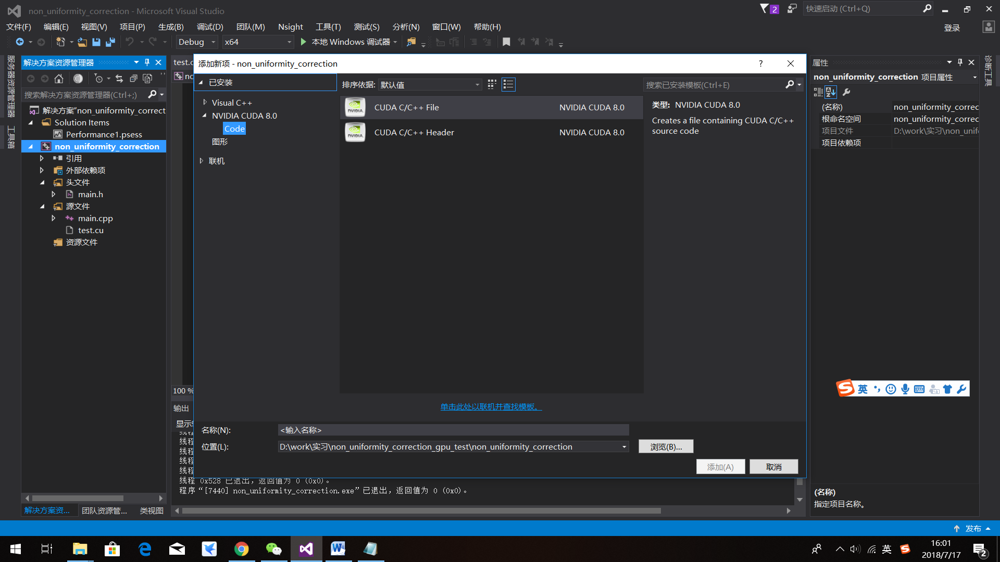 non_uniformity_correction - Microsoft Visual Studio
2
快速启动 (Ctrl+Q)
文件(F) 编辑(E) 视图(V) 项目(P) 生成(B) 调试(D) 团队(M) Nsight 工具(T) 测试(S) 分析(N) 窗口(W) 帮助(H)
登录
Debug x64 本地 Windows 调试器
服务器资源管理器
工具箱
解决方案资源管理器
搜索解决方案资源管理器(Ctrl+;)
解决方案"non_uniformity_correct
Solution Items
Performance1.psess
non_uniformity_correction
引用
外部依赖项
头文件
main.h
源文件
main.cpp
test.cu
资源文件
解决方案资... 团队资源管... 类视图
test.c
nc
100 %
输出
添加新项 - non_uniformity_correction
?
已安装
Visual C++
NVIDIA CUDA 8.0
Code
图形
联机
排序依据: 默认值
搜索已安装模板(Ctrl+E)
CUDA C/C++ File NVIDIA CUDA 8.0
CUDA C/C++ Header NVIDIA CUDA 8.0
类型: NVIDIA CUDA 8.0
Creates a file containing CUDA C/C++
source code
单击此处以联机并查找模板。
名称(N): <输入名称>
位置(L): D:\work\实习\non_uniformity_correction_gpu_test\non_uniformity_correction
浏览(B)...
添加(A) 取消
线程
线程
线程
线程
线程 0x528 已退出，返回值为 0 (0x0)。
程序“[7440] non_uniformity_correction.exe”已退出，返回值为 0 (0x0)。
属性
non_uniformity_correction 项目属性
(名称) non_uniformity_correc
根命名空间 non_uniformity_correc
项目文件 D:\work\实习\non_unif
项目依赖项
(名称)
指定项目名称。
诊断工具
英
发布
英
16:01
2018/7/17
2